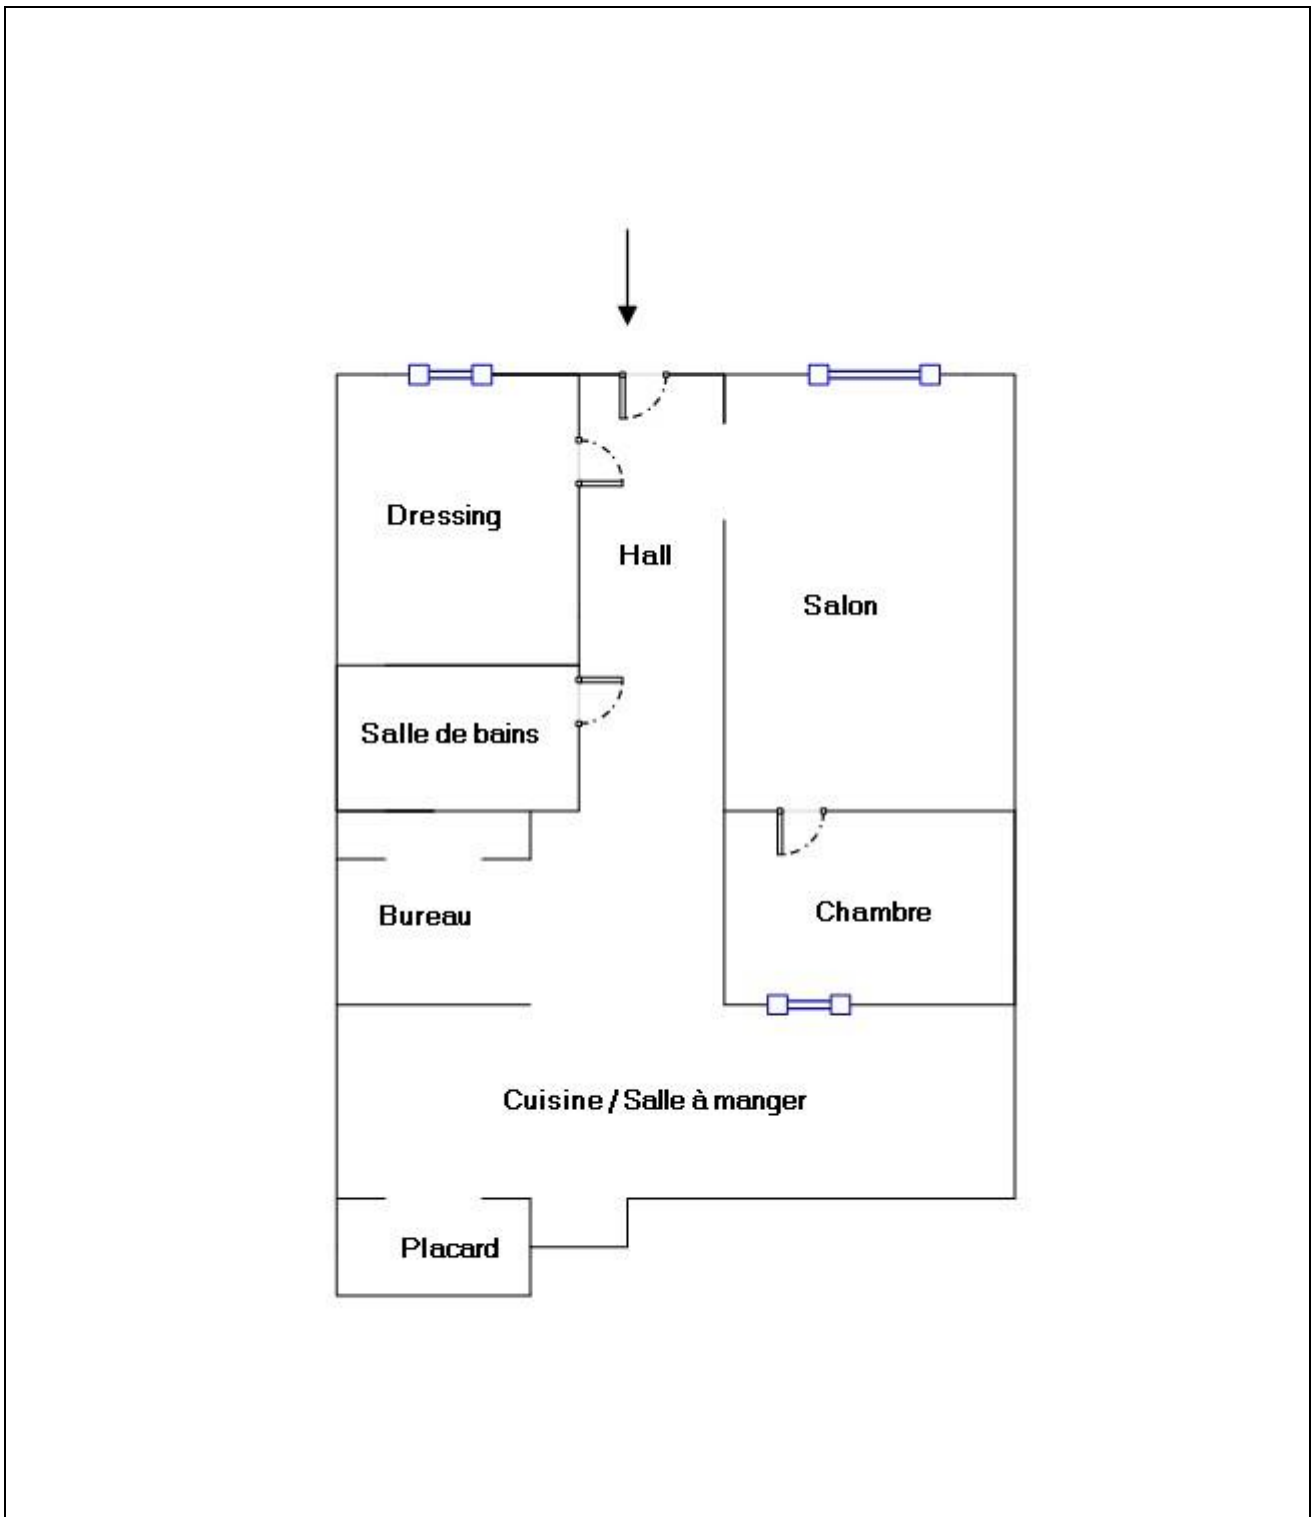 Dressing
Hall
Salon
Salle de bains
Chambre
Bureau
Cuisine / Salle à manger
Placard